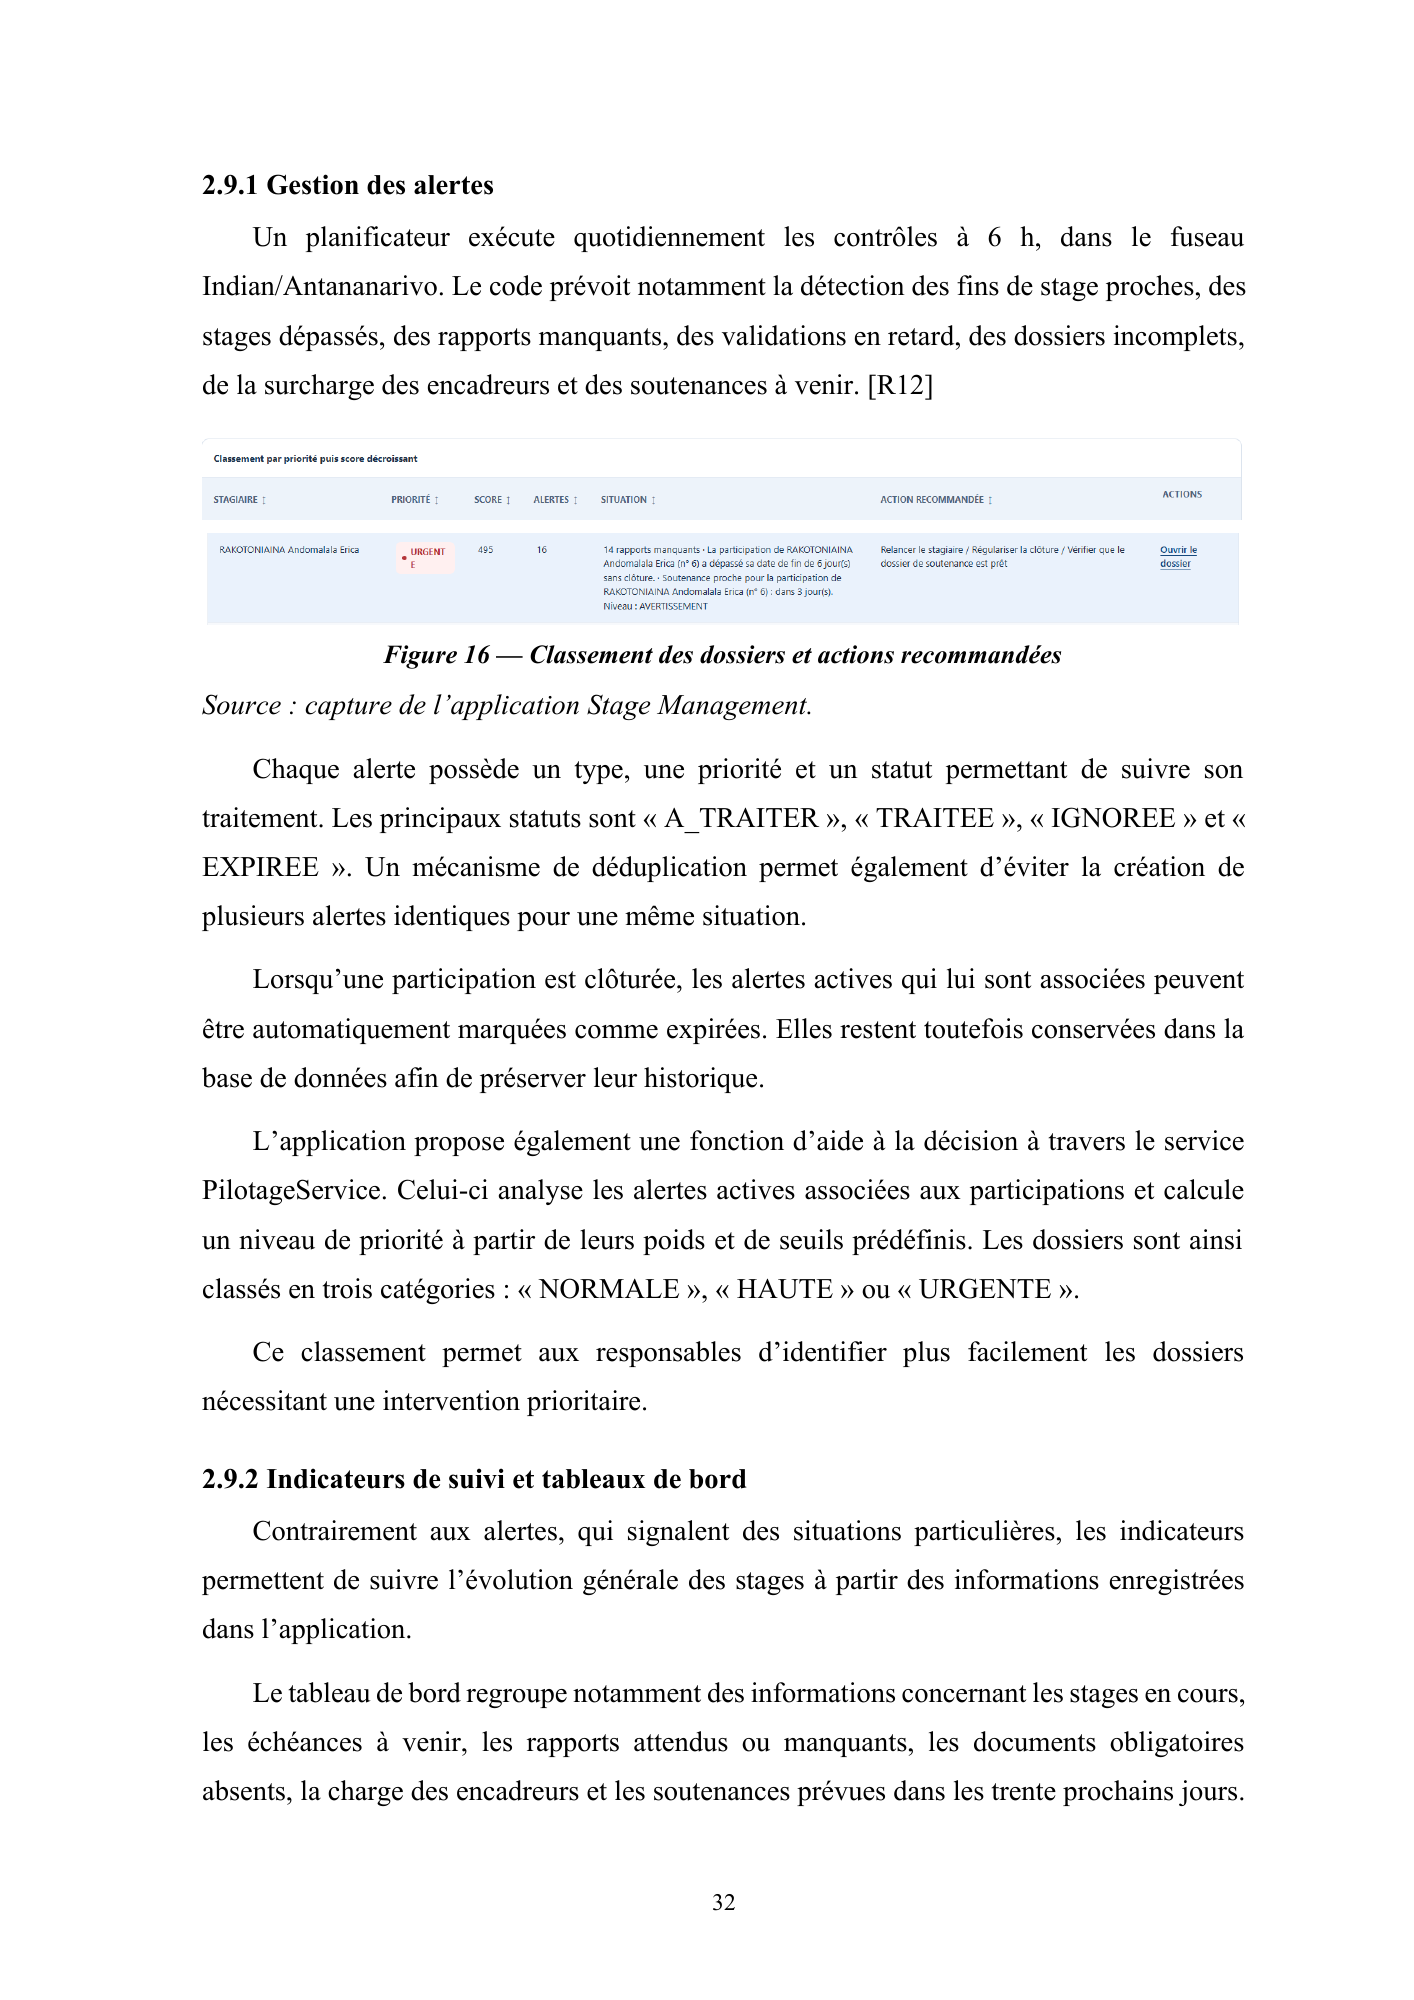 2.9.1 Gestion des alertes
Un planificateur exécute quotidiennement les contrôles à 6 h, dans le fuseau
Indian/Antananarivo. Le code prévoit notamment la détection des fins de stage proches, des
stages dépassés, des rapports manquants, des validations en retard, des dossiers incomplets,
de la surcharge des encadreurs et des soutenances à venir. [R12]
Classement par priorité puis score décroissant
STAGIAIRE ↕ PRIORITÉ ↕ SCORE ↕ ALERTES ↕ SITUATION ↕ ACTION RECOMMANDÉE ↕ ACTIONS
RAKOTONIAINA Andomalala Erica • URGENT 495 16 14 rapports manquants • La participation de RAKOTONIAINA Relancer le stagiaire / Régulariser la clôture / Vérifier que le Ouvrir le
E Andomalala Erica (n° 6) a dépassé sa date de fin de 6 jour(s) dossier de soutenance est prêt dossier
sans clôture. • Soutenance proche pour la participation de
RAKOTONIAINA Andomalala Erica (n° 6) : dans 3 jour(s).
Niveau : AVERTISSEMENT
Figure 16 — Classement des dossiers et actions recommandées
Source : capture de l’application Stage Management.
Chaque alerte possède un type, une priorité et un statut permettant de suivre son
traitement. Les principaux statuts sont « A_TRAITER », « TRAITEE », « IGNOREE » et «
EXPIREE ». Un mécanisme de déduplication permet également d’éviter la création de
plusieurs alertes identiques pour une même situation.
Lorsqu’une participation est clôturée, les alertes actives qui lui sont associées peuvent
être automatiquement marquées comme expirées. Elles restent toutefois conservées dans la
base de données afin de préserver leur historique.
L’application propose également une fonction d’aide à la décision à travers le service
PilotageService. Celui-ci analyse les alertes actives associées aux participations et calcule
un niveau de priorité à partir de leurs poids et de seuils prédéfinis. Les dossiers sont ainsi
classés en trois catégories : « NORMALE », « HAUTE » ou « URGENTE ».
Ce classement permet aux responsables d’identifier plus facilement les dossiers
nécessitant une intervention prioritaire.
2.9.2 Indicateurs de suivi et tableaux de bord
Contrairement aux alertes, qui signalent des situations particulières, les indicateurs
permettent de suivre l’évolution générale des stages à partir des informations enregistrées
dans l’application.
Le tableau de bord regroupe notamment des informations concernant les stages en cours,
les échéances à venir, les rapports attendus ou manquants, les documents obligatoires
absents, la charge des encadreurs et les soutenances prévues dans les trente prochains jours.
32